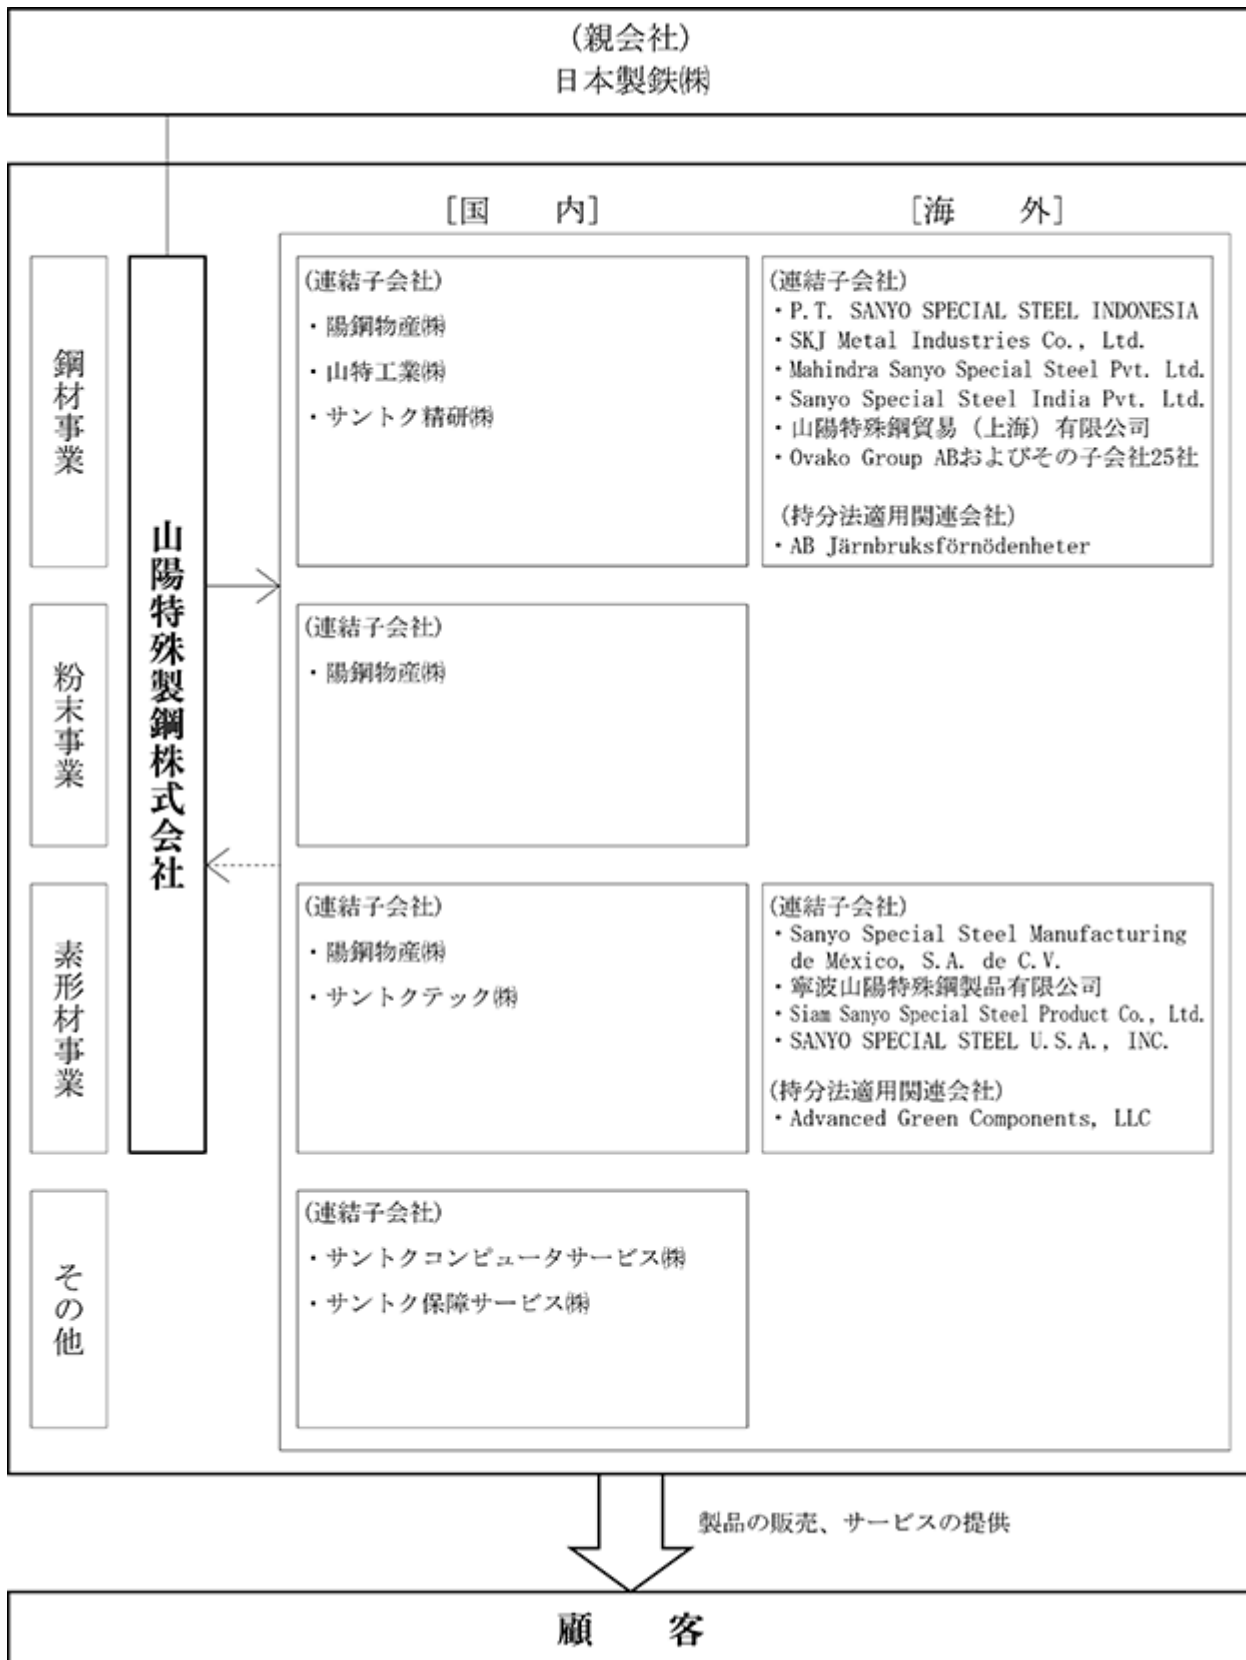 (親会社)
日本製鉄㈱
[国　内]
[海　外]
鋼材事業
山陽特殊製鋼株式会社
(連結子会社)
・陽鋼物産㈱
・山特工業㈱
・サントク精研㈱
(連結子会社)
・P.T. SANYO SPECIAL STEEL INDONESIA
・SKJ Metal Industries Co., Ltd.
・Mahindra Sanyo Special Steel Pvt. Ltd.
・Sanyo Special Steel India Pvt. Ltd.
・山陽特殊鋼貿易（上海）有限公司
・Ovako Group ABおよびその子会社25社
(持分法適用関連会社)
・AB Järnbruksförnödenheter
粉末事業
(連結子会社)
・陽鋼物産㈱
素形材事業
(連結子会社)
・陽鋼物産㈱
・サントクテック㈱
(連結子会社)
・Sanyo Special Steel Manufacturing
de México, S.A. de C.V.
・寧波山陽特殊鋼製品有限公司
・Siam Sanyo Special Steel Product Co., Ltd.
・SANYO SPECIAL STEEL U.S.A., INC.
(持分法適用関連会社)
・Advanced Green Components, LLC
その他
(連結子会社)
・サントクコンピュータサービス㈱
・サントク保障サービス㈱
製品の販売、サービスの提供
顧　客